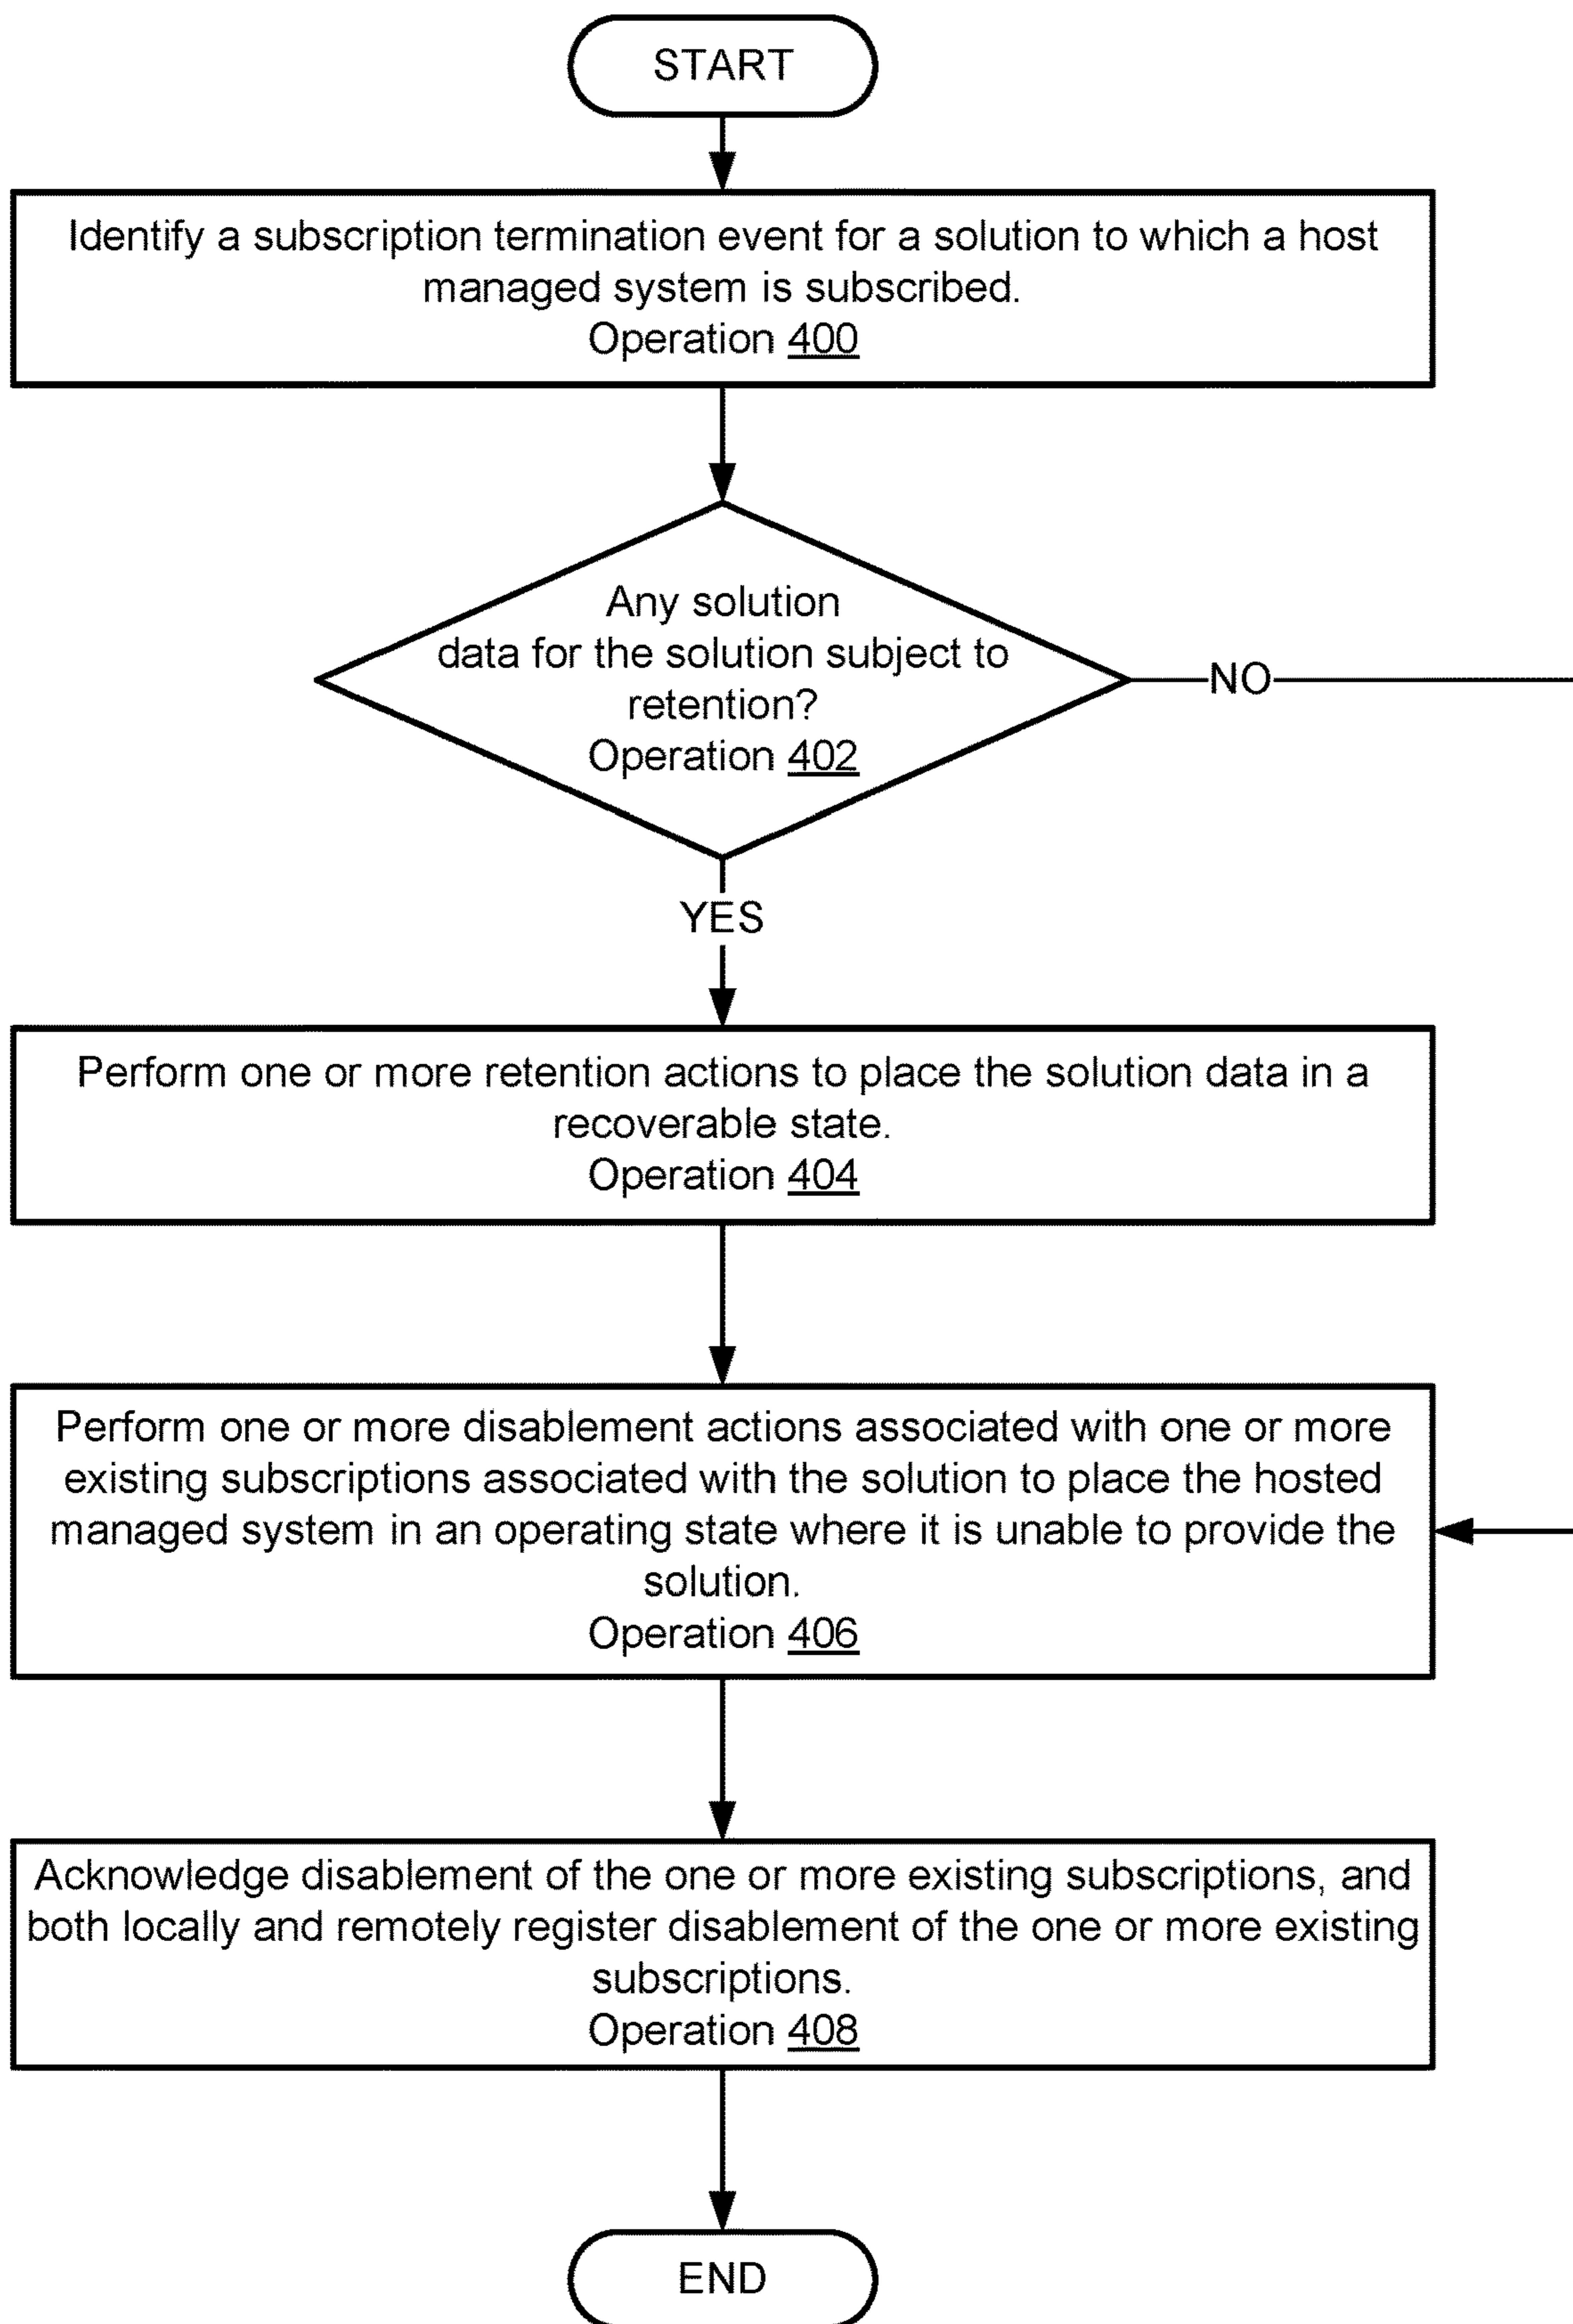 START
Identify a subscription termination event for a solution to which a host
managed system is subscribed.
Operation 400
Any solution
data for the solution subject to
retention?
Operation 402
NO
YES
Perform one or more retention actions to place the solution data in a
recoverable state.
Operation 404
Perform one or more disablement actions associated with one or more
existing subscriptions associated with the solution to place the hosted
managed system in an operating state where it is unable to provide the
solution.
Operation 406
Acknowledge disablement of the one or more existing subscriptions, and
both locally and remotely register disablement of the one or more existing
subscriptions.
Operation 408
END